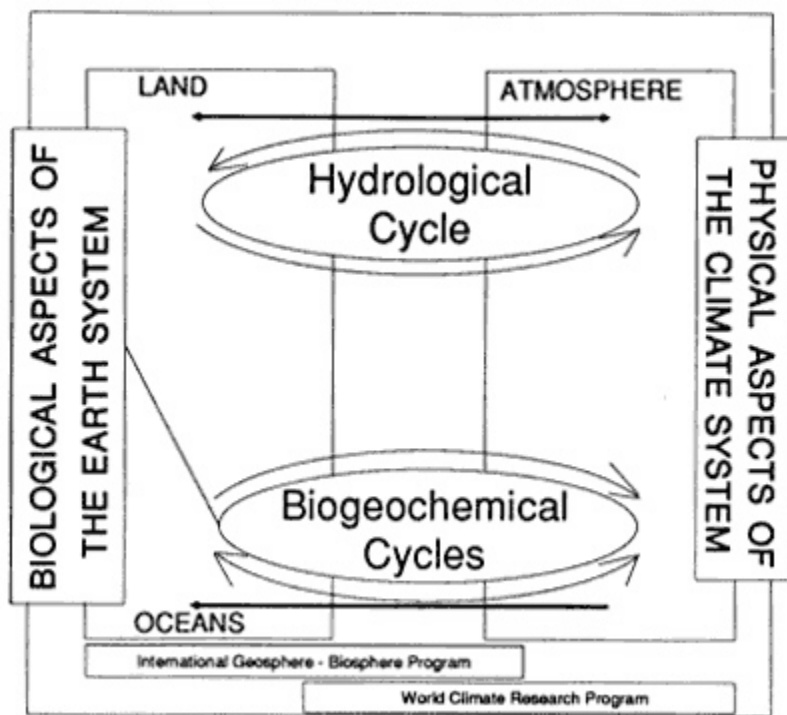 LAND
ATMOSPHERE
BIOLOGICAL ASPECTS OF
THE EARTH SYSTEM
Hydrological
Cycle
PHYSICAL ASPECTS OF
THE CLIMATE SYSTEM
Biogeochemical
Cycles
OCEANS
International Geosphere - Biosphere Program
World Climate Research Program